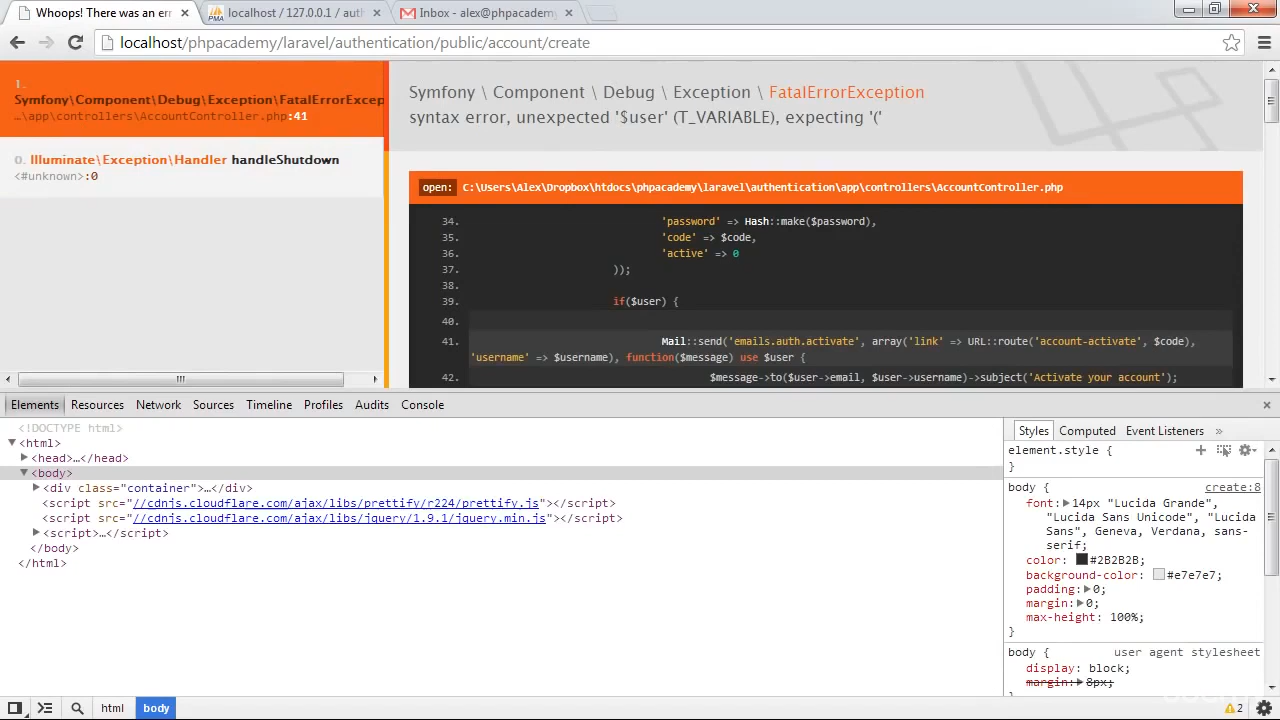 Whoops! There was an err
localhost / 127.0.0.1 / aut
Inbox - alex@phpacadem
localhost/phpacademy/laravel/authentication/public/account/create
1.
Symfony\Component\Debug\Exception\FatalErrorExcep
…\app\controllers\AccountController.php:41
0. Illuminate\Exception\Handler handleShutdown
<#unknown>:0
Symfony \ Component \ Debug \ Exception \ FatalErrorException
syntax error, unexpected '$user' (T_VARIABLE), expecting '('
open: C:\Users\Alex\Dropbox\htdocs\phpacademy\laravel\authentication\app\controllers\AccountController.php
34. 'password' => Hash::make($password),
35. 'code' => $code,
36. 'active' => 0
37. ));
38.
39. if($user) {
40.
41. Mail::send('emails.auth.activate', array('link' => URL::route('account-activate', $code),
'username' => $username), function($message) use $user {
42. $message->to($user->email, $user->username)->subject('Activate your account');
Elements Resources Network Sources Timeline Profiles Audits Console
<!DOCTYPE html>
<html>
<head>…</head>
<body>
<div class="container">…</div>
<script src="//cdnjs.cloudflare.com/ajax/libs/prettify/r224/prettify.js"></script>
<script src="//cdnjs.cloudflare.com/ajax/libs/jquery/1.9.1/jquery.min.js"></script>
<script>…</script>
</body>
</html>
Styles Computed Event Listeners »
element.style {
}
body { create:8
font: 14px "Lucida Grande",
"Lucida Sans Unicode", "Lucida
Sans", Geneva, Verdana, sans-
serif;
color: #2B2B2B;
background-color: #e7e7e7;
padding: 0;
margin: 0;
max-height: 100%;
}
body { user agent stylesheet
display: block;
margin: 8px;
html body
2